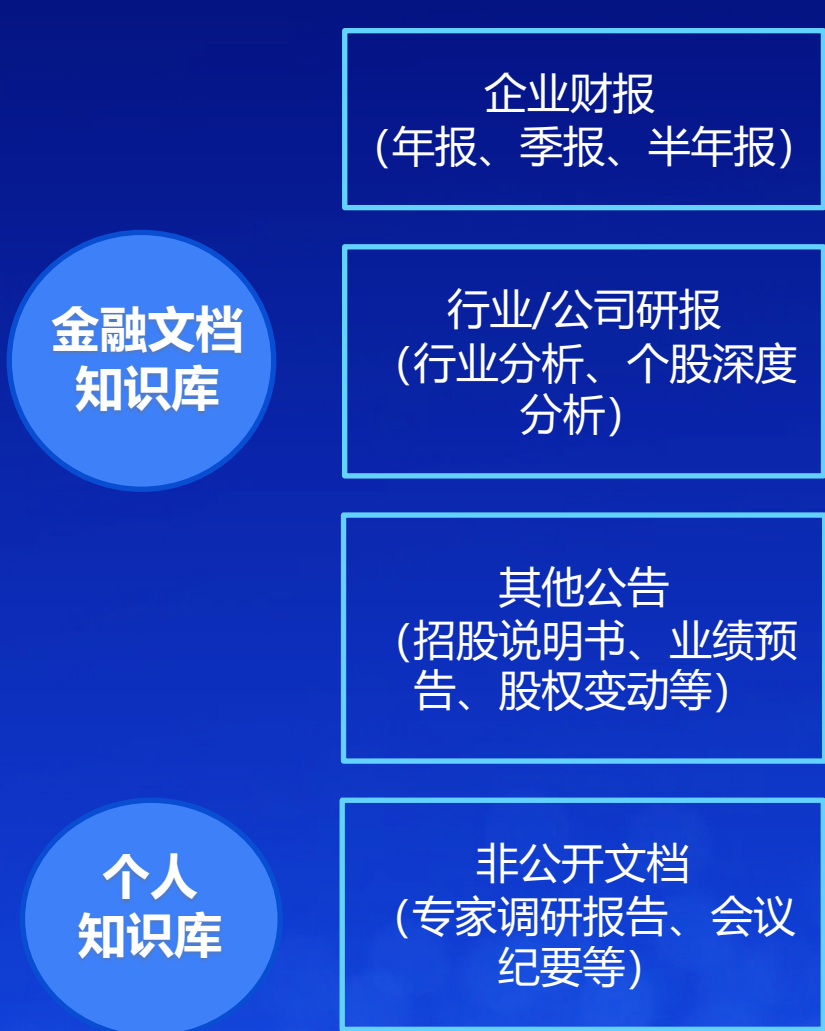 企业财报
（年报、季报、半年报）
金融文档
知识库
行业/公司研报
（行业分析、个股深度
分析）
其他公告
（招股说明书、业绩预
告、股权变动等）
个人
知识库
非公开文档
（专家调研报告、会议
纪要等）